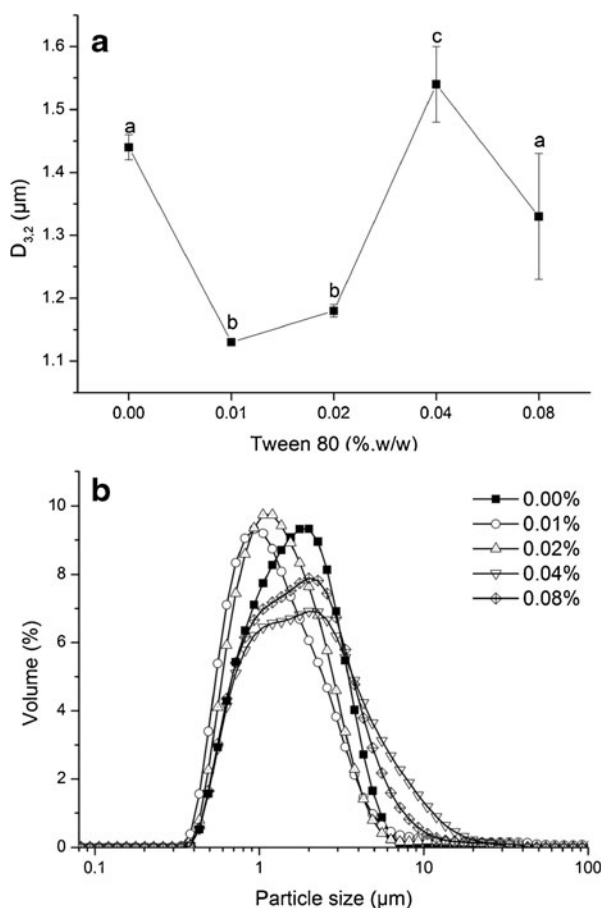 a
1.6
1.5
1.4
1.3
1.2
1.1
D3,2 (µm)
a
b
b
c
a
0.00 0.01 0.02 0.04 0.08
Tween 80 (%.w/w)
b
10
8
6
4
2
0
Volume (%)
0.00%
0.01%
0.02%
0.04%
0.08%
0.1 1 10 100
Particle size (µm)